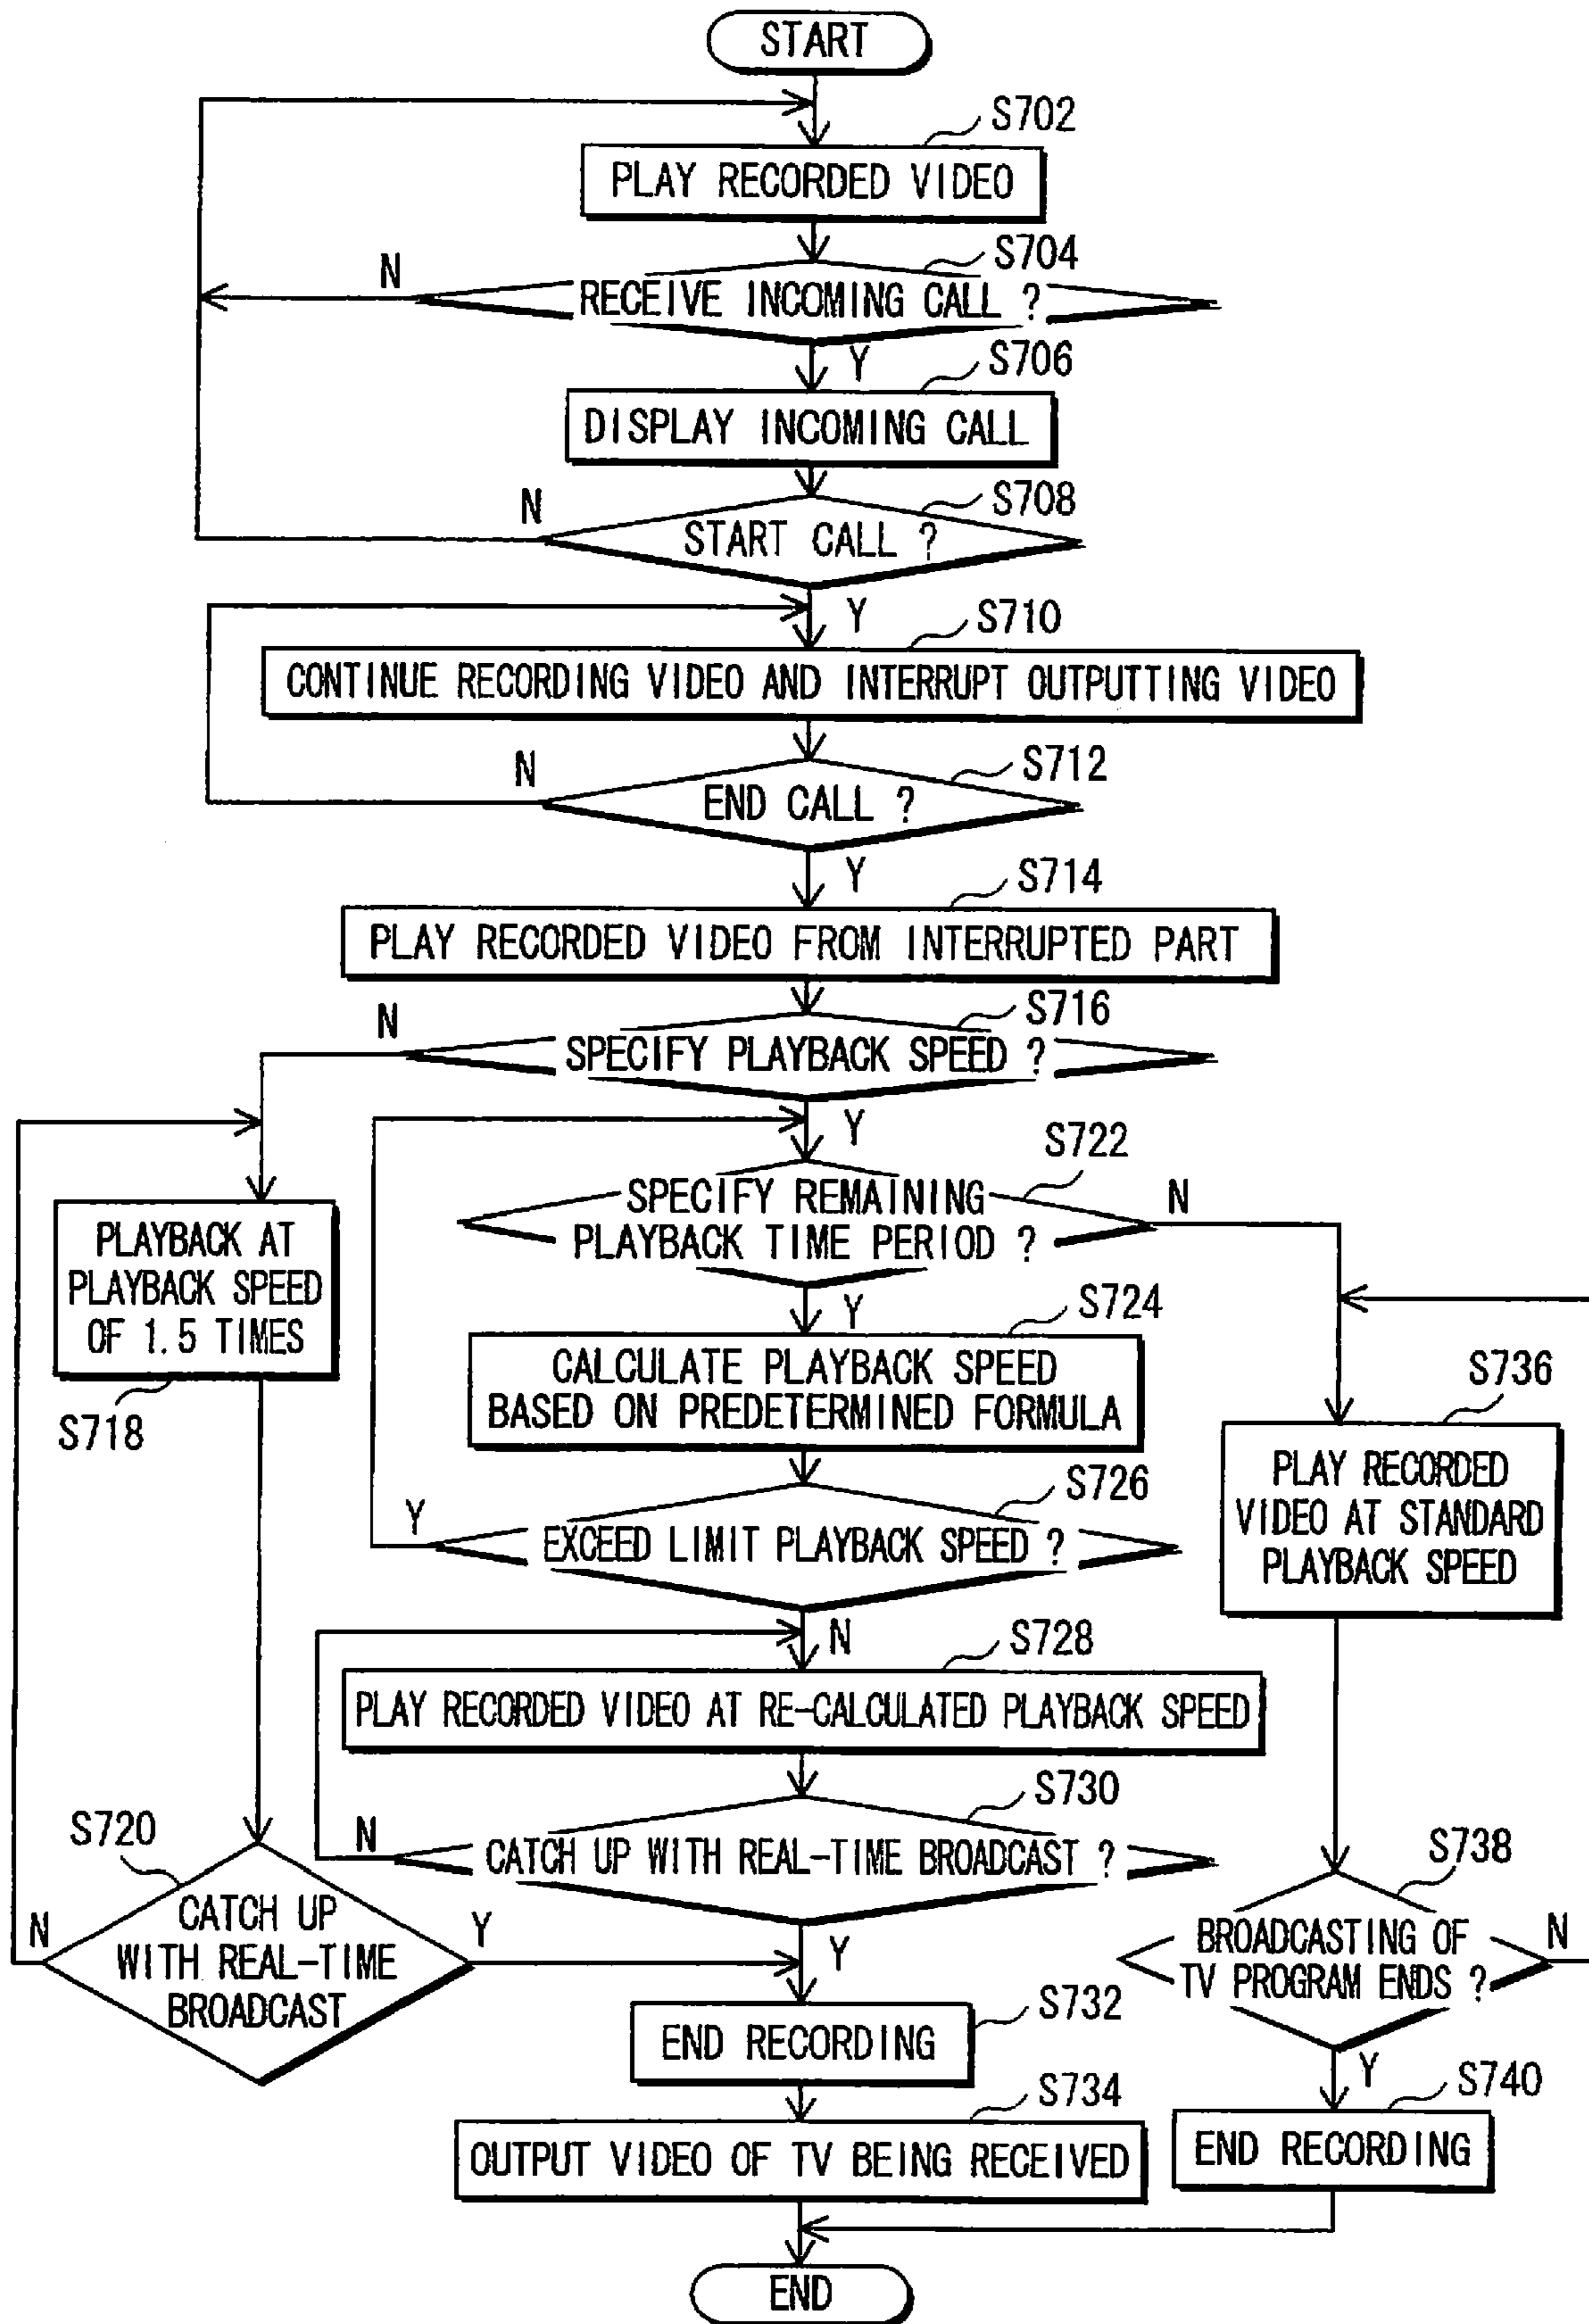 START
S702
PLAY RECORDED VIDEO
S704
N
RECEIVE INCOMING CALL ?
Y
S706
DISPLAY INCOMING CALL
S708
N
START CALL ?
Y
S710
CONTINUE RECORDING VIDEO AND INTERRUPT OUTPUTTING VIDEO
S712
N
END CALL ?
Y
S714
PLAY RECORDED VIDEO FROM INTERRUPTED PART
S716
N
SPECIFY PLAYBACK SPEED ?
Y
S722
SPECIFY REMAINING
PLAYBACK TIME PERIOD ?
N
PLAYBACK AT
PLAYBACK SPEED
OF 1.5 TIMES
S718
Y
S724
CALCULATE PLAYBACK SPEED
BASED ON PREDETERMINED FORMULA
S736
PLAY RECORDED
VIDEO AT STANDARD
PLAYBACK SPEED
S726
Y
EXCEED LIMIT PLAYBACK SPEED ?
N
S728
PLAY RECORDED VIDEO AT RE-CALCULATED PLAYBACK SPEED
S730
N
CATCH UP WITH REAL-TIME BROADCAST ?
Y
S720
CATCH UP
WITH REAL-TIME
BROADCAST
N
Y
S738
BROADCASTING OF
TV PROGRAM ENDS ?
N
Y
S732
END RECORDING
S734
OUTPUT VIDEO OF TV BEING RECEIVED
S740
END RECORDING
END